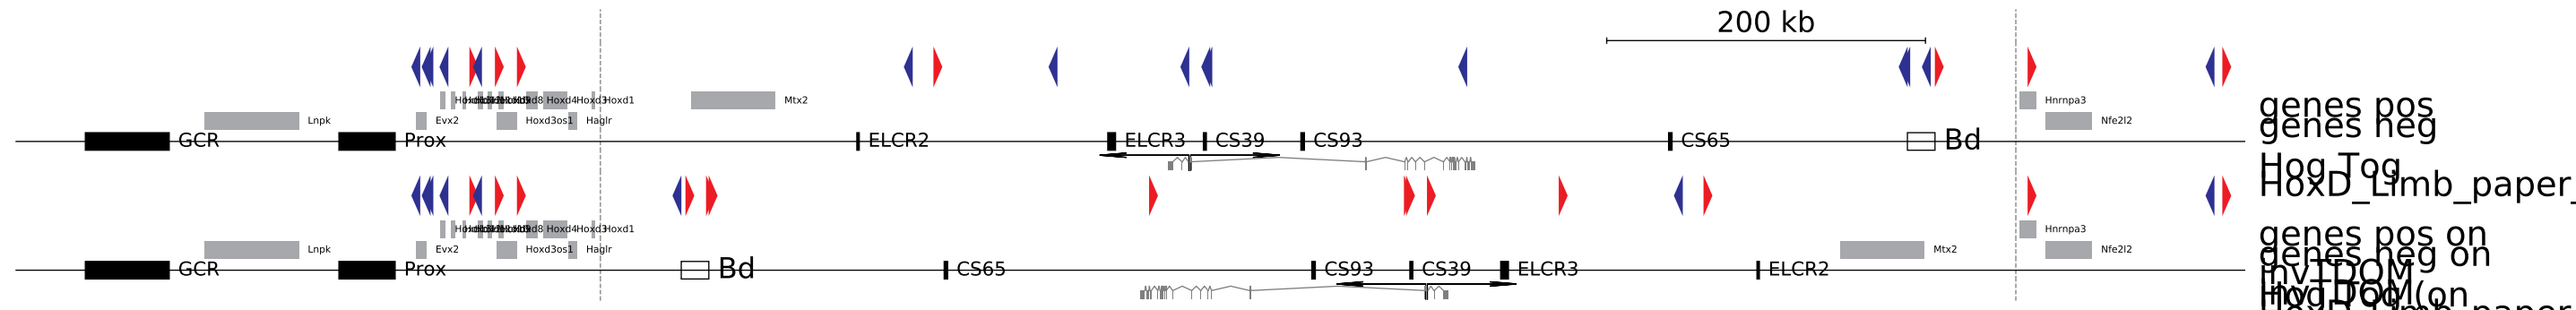 200 kb
Hoxd8 Hoxd4 Hoxd3 Hoxd1 Mtx2 Hnrnpa3 genes pos
Lnpk Evx2 Hoxd3os1 Haglr Nfe2l2 genes neg
GCR Prox ELCR2 ELCR3 CS39 CS93 CS65 Bd
Hog Tog
HoxD_Limb_paper_
Hoxd8 Hoxd4 Hoxd3 Hoxd1 Hnrnpa3 genes pos on
Lnpk Evx2 Hoxd3os1 Haglr Mtx2 Nfe2l2 genes neg on
GCR Prox Bd CS65 CS93 CS39 ELCR3 ELCR2
invTDOM